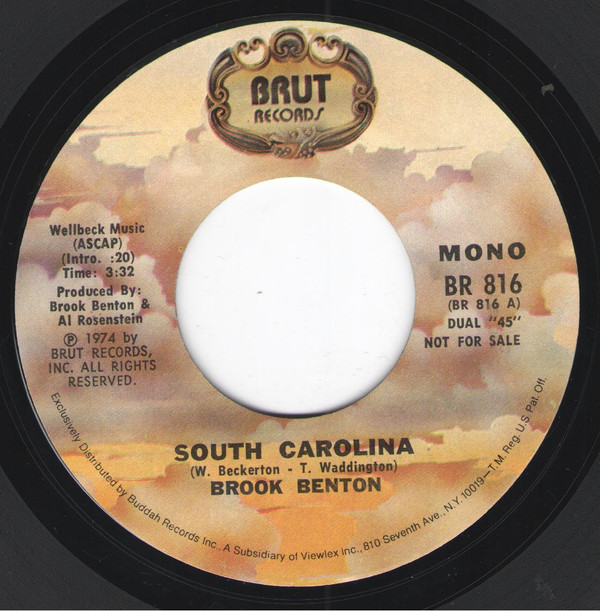 BRUT
RECORDS
Wellbeck Music
(ASCAP)
(Intro. :20)
Time: 3:32
Produced By:
Brook Benton &
Al Rosenstein
℗ 1974 by
BRUT RECORDS,
INC. ALL RIGHTS
RESERVED.
MONO
BR 816
(BR 816 A)
DUAL "45"
NOT FOR SALE
SOUTH CAROLINA
(W. Beckerton - T. Waddington)
BROOK BENTON
Exclusively Distributed by Buddah Records Inc., A Subsidiary of Viewlex Inc., 810 Seventh Ave., N.Y. 10019—T.M. Reg. U.S. Pat. Off.